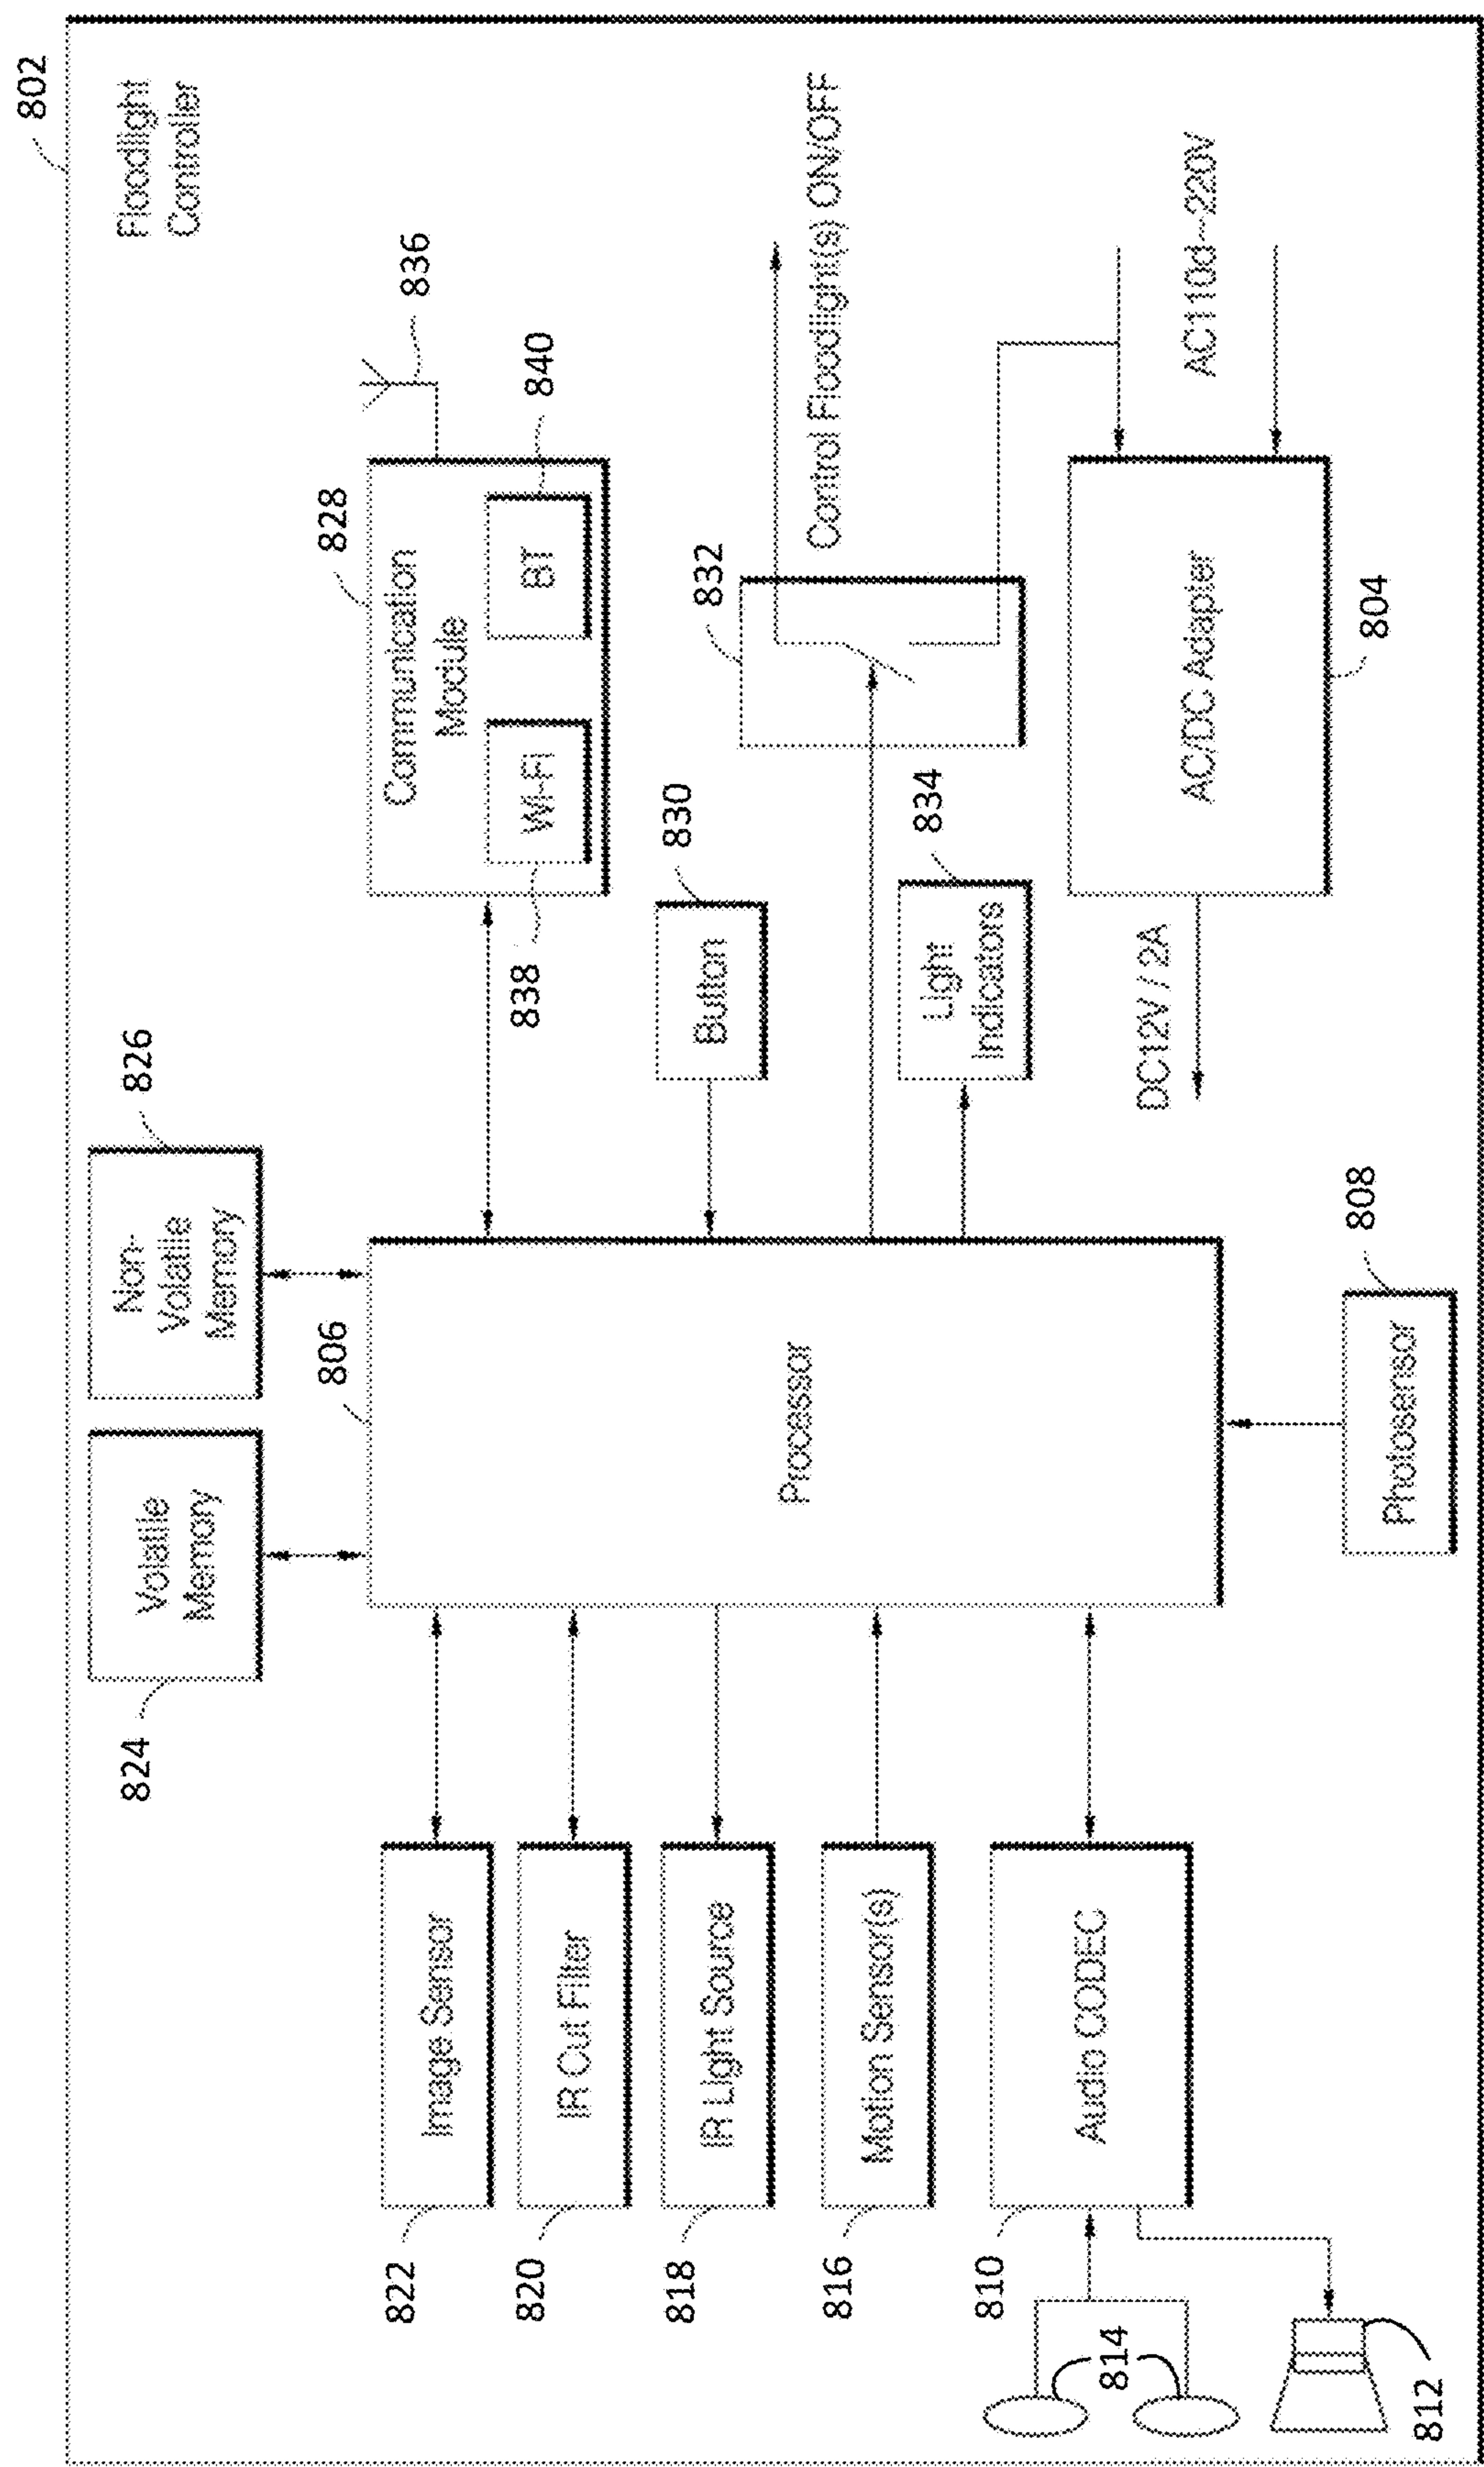 802
Floodlight
Controller
824
Volatile
Memory
Non-
Volatile
Memory
826
806
Processor
822
Image Sensor
820
IR Cut Filter
818
IR Light Source
816
Motion Sensor(s)
810
Audio CODEC
814
812
828
Communication
Module
Wi-Fi
BT
838
840
836
830
Button
832
Control Floodlight(s) ON/OFF
834
Light
Indicators
DC12V / 2A
AC/DC Adapter
804
AC110d~220V
Photosensor
808